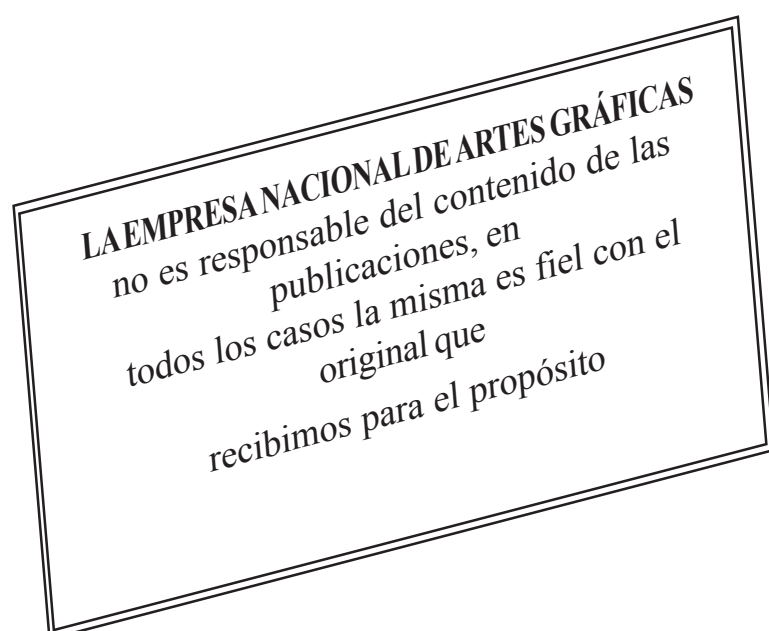 LA EMPRESA NACIONAL DE ARTES GRÁFICAS
no es responsable del contenido de las
publicaciones, en
todos los casos la misma es fiel con el
original que
recibimos para el propósito